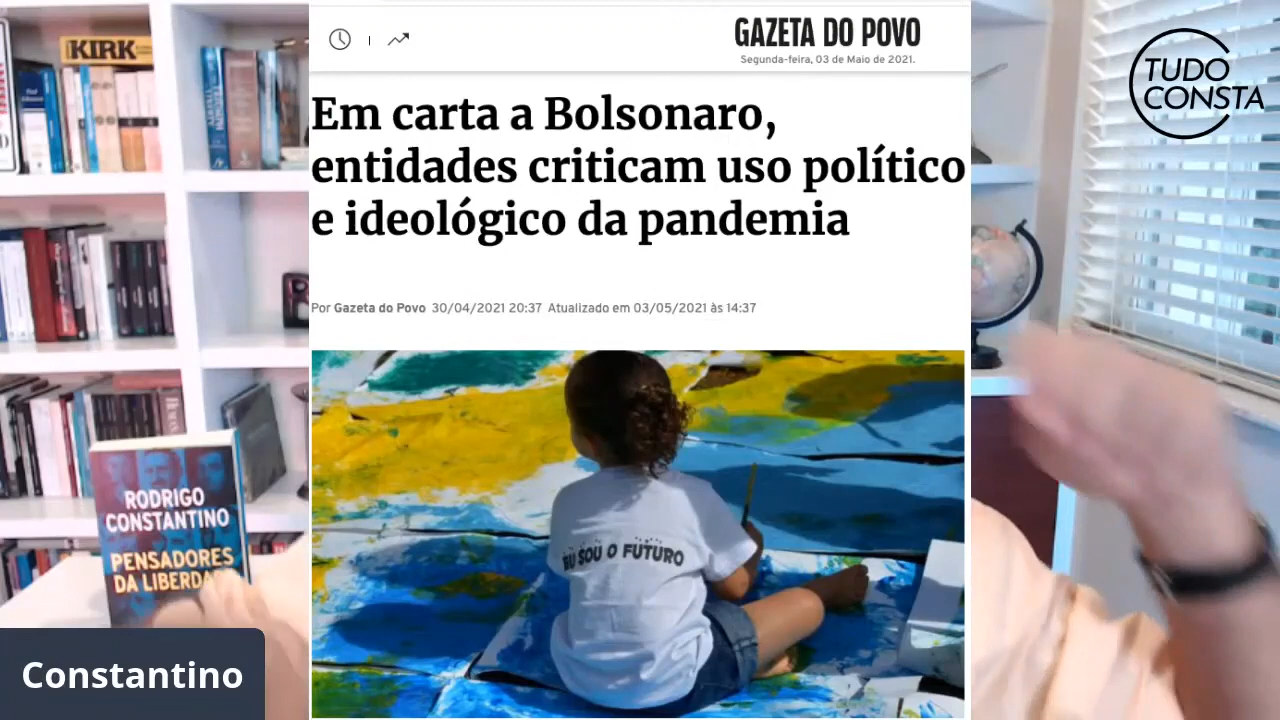 KIRK
GAZETA DO POVO
Segunda-feira, 03 de Maio de 2021.
TUDO
CONSTA
Em carta a Bolsonaro,
entidades criticam uso político
e ideológico da pandemia
Por Gazeta do Povo 30/04/2021 20:37 Atualizado em 03/05/2021 às 14:37
EU SOU O FUTURO
RODRIGO
CONSTANTINO
PENSADORES
Constantino